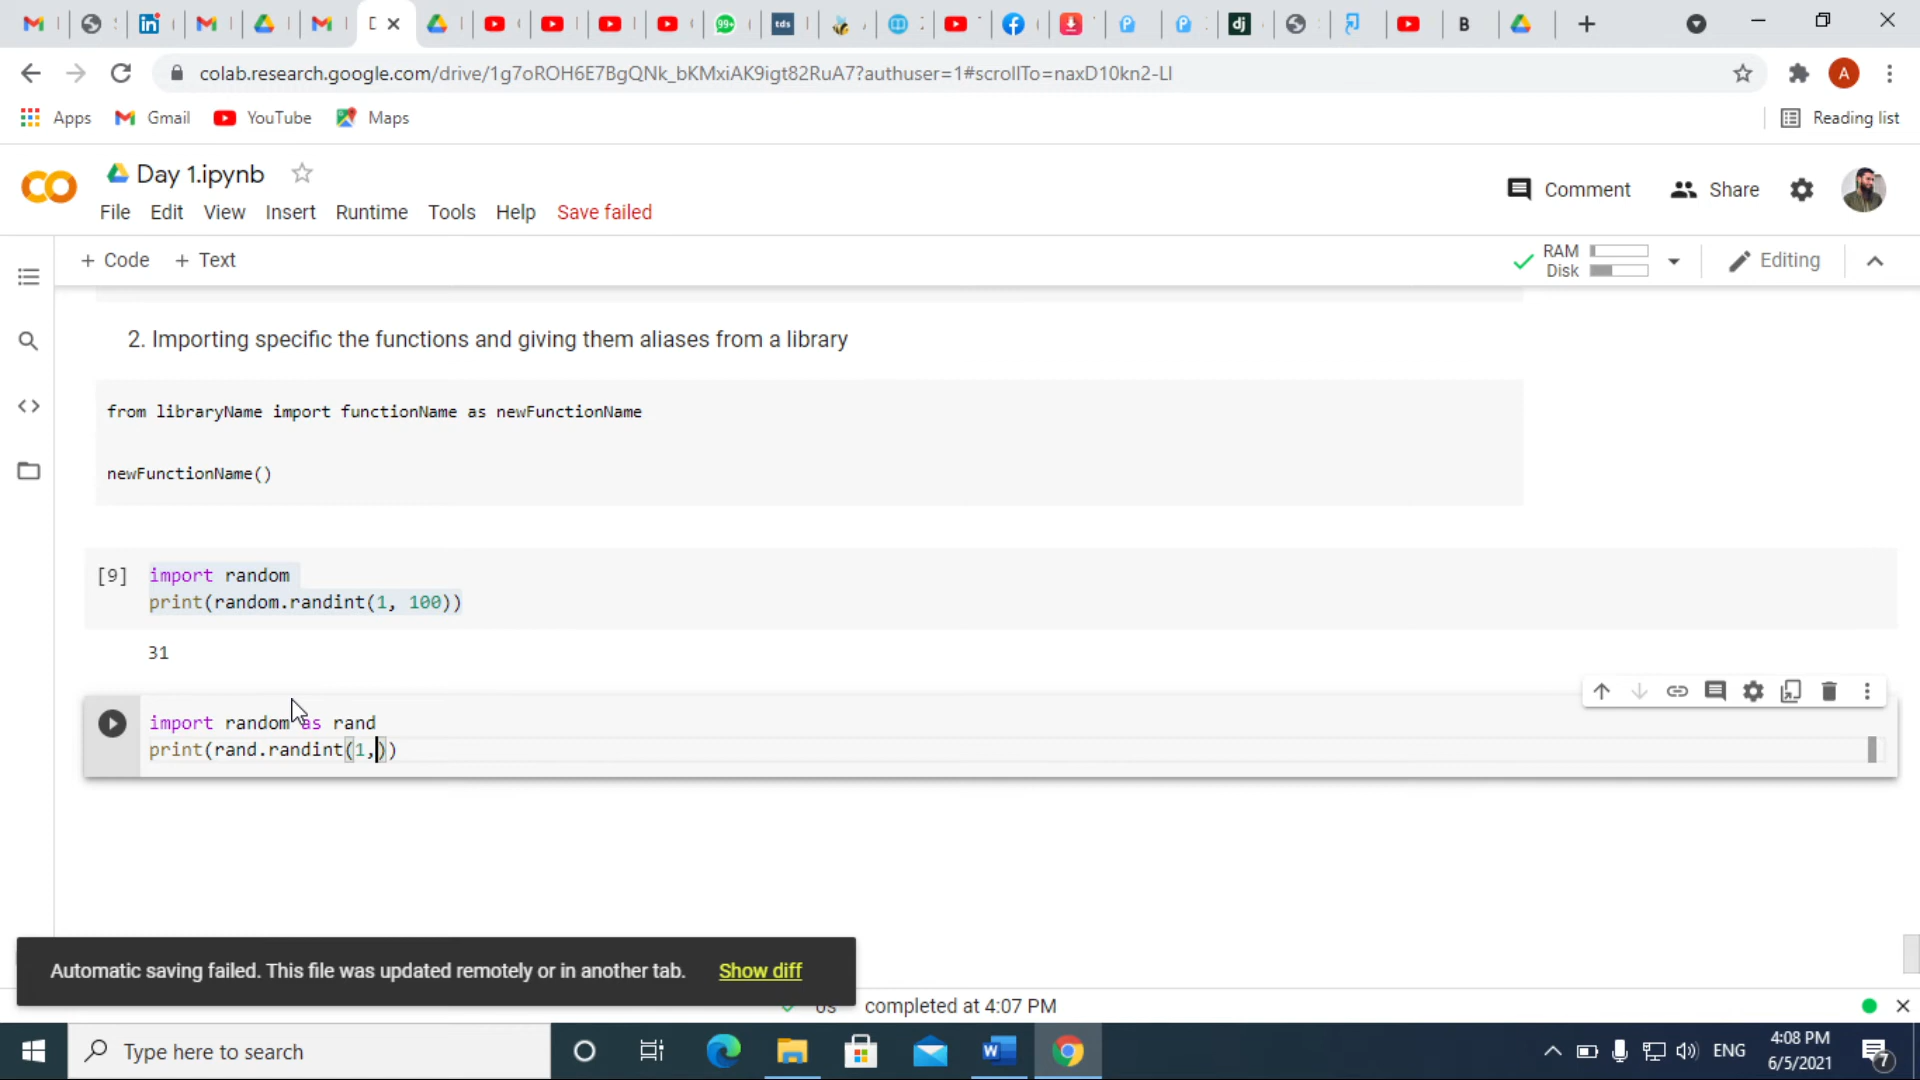 colab.research.google.com/drive/1g7oROH6E7BgQNk_bKMxiAK9igt82RuA7?authuser=1#scrollTo=naxD10kn2-LI
A
Apps Gmail YouTube Maps Reading list
CO Day 1.ipynb
File Edit View Insert Runtime Tools Help Save failed
Comment Share
+ Code + Text
RAM
Disk
Editing
2. Importing specific the functions and giving them aliases from a library
from libraryName import functionName as newFunctionName
newFunctionName()
[9] import random
print(random.randint(1, 100))
31
import random as rand
print(rand.randint(1,))
Automatic saving failed. This file was updated remotely or in another tab. Show diff
completed at 4:07 PM
Type here to search
ENG
4:08 PM
6/5/2021
7